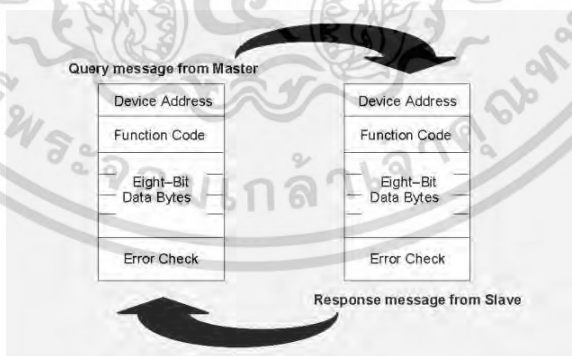 Query message from Master
Device Address
Function Code
Eight–Bit
Data Bytes
Error Check
Device Address
Function Code
Eight–Bit
Data Bytes
Error Check
Response message from Slave